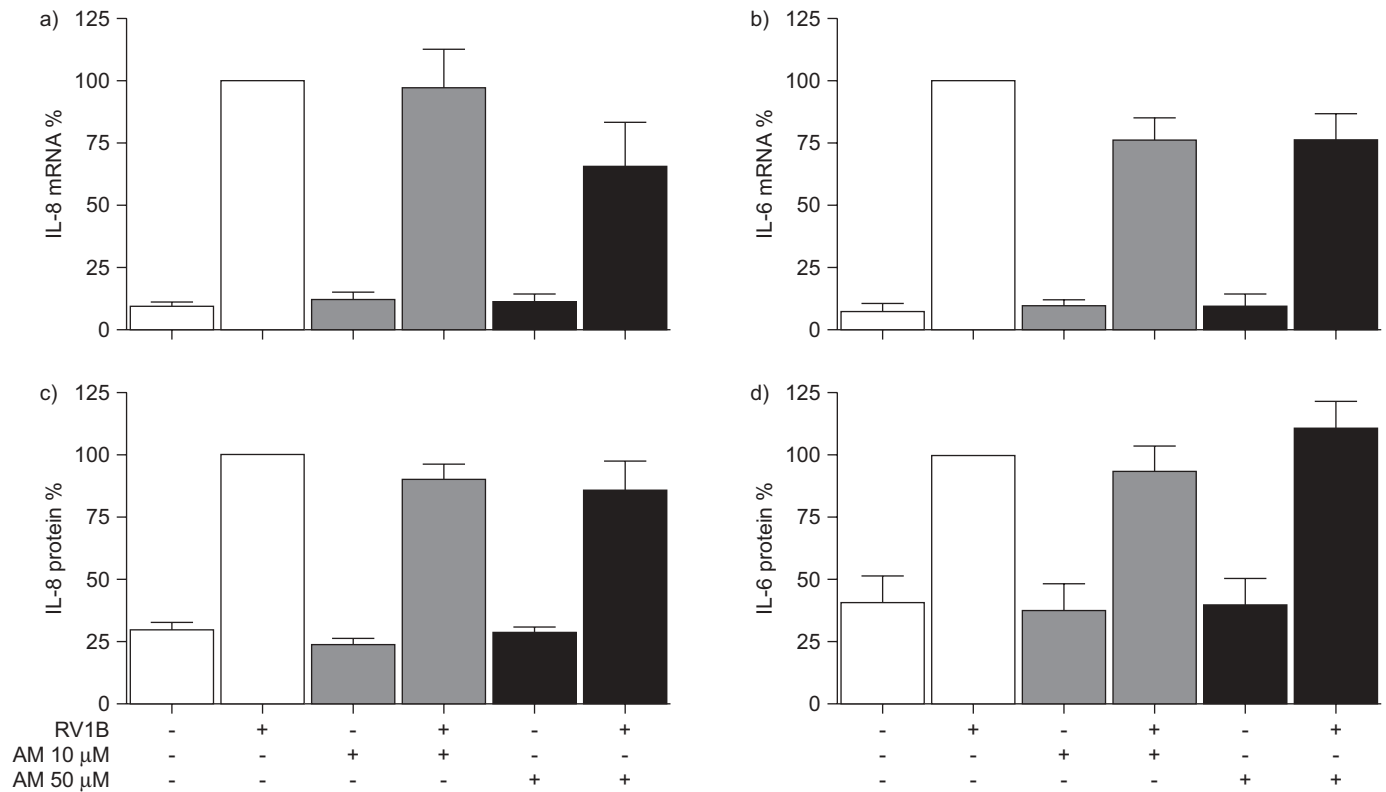 a)
125
100
75
50
25
0
IL-8 mRNA %
b)
125
100
75
50
25
0
IL-6 mRNA %
c)
125
100
75
50
25
0
IL-8 protein %
d)
125
100
75
50
25
0
IL-6 protein %
RV1B - + - + - + - + - + - +
AM 10 μM - - + + - - - - + + - -
AM 50 μM - - - - + + - - - - + +